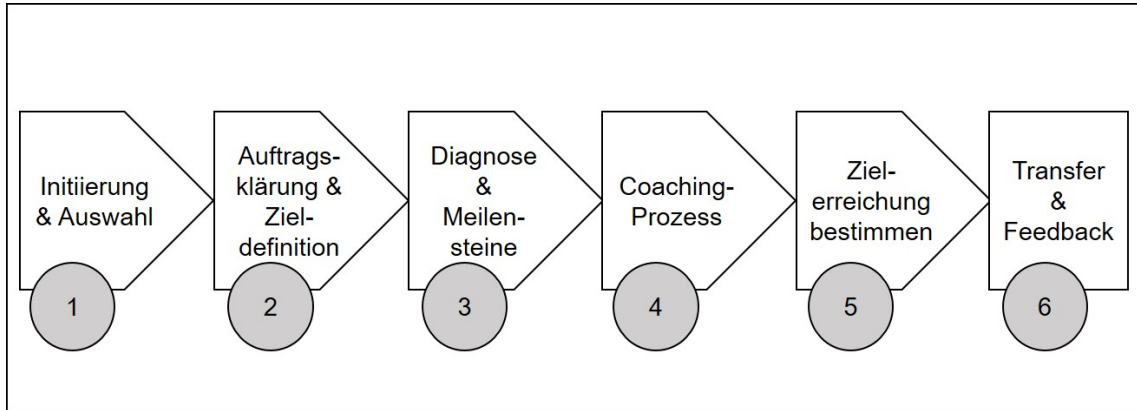 Initiierung
& Auswahl
1
Auftrags-
klärung &
Ziel-
definition
2
Diagnose
&
Meilen-
steine
3
Coaching-
Prozess
4
Ziel-
erreichung
bestimmen
5
Transfer
&
Feedback
6